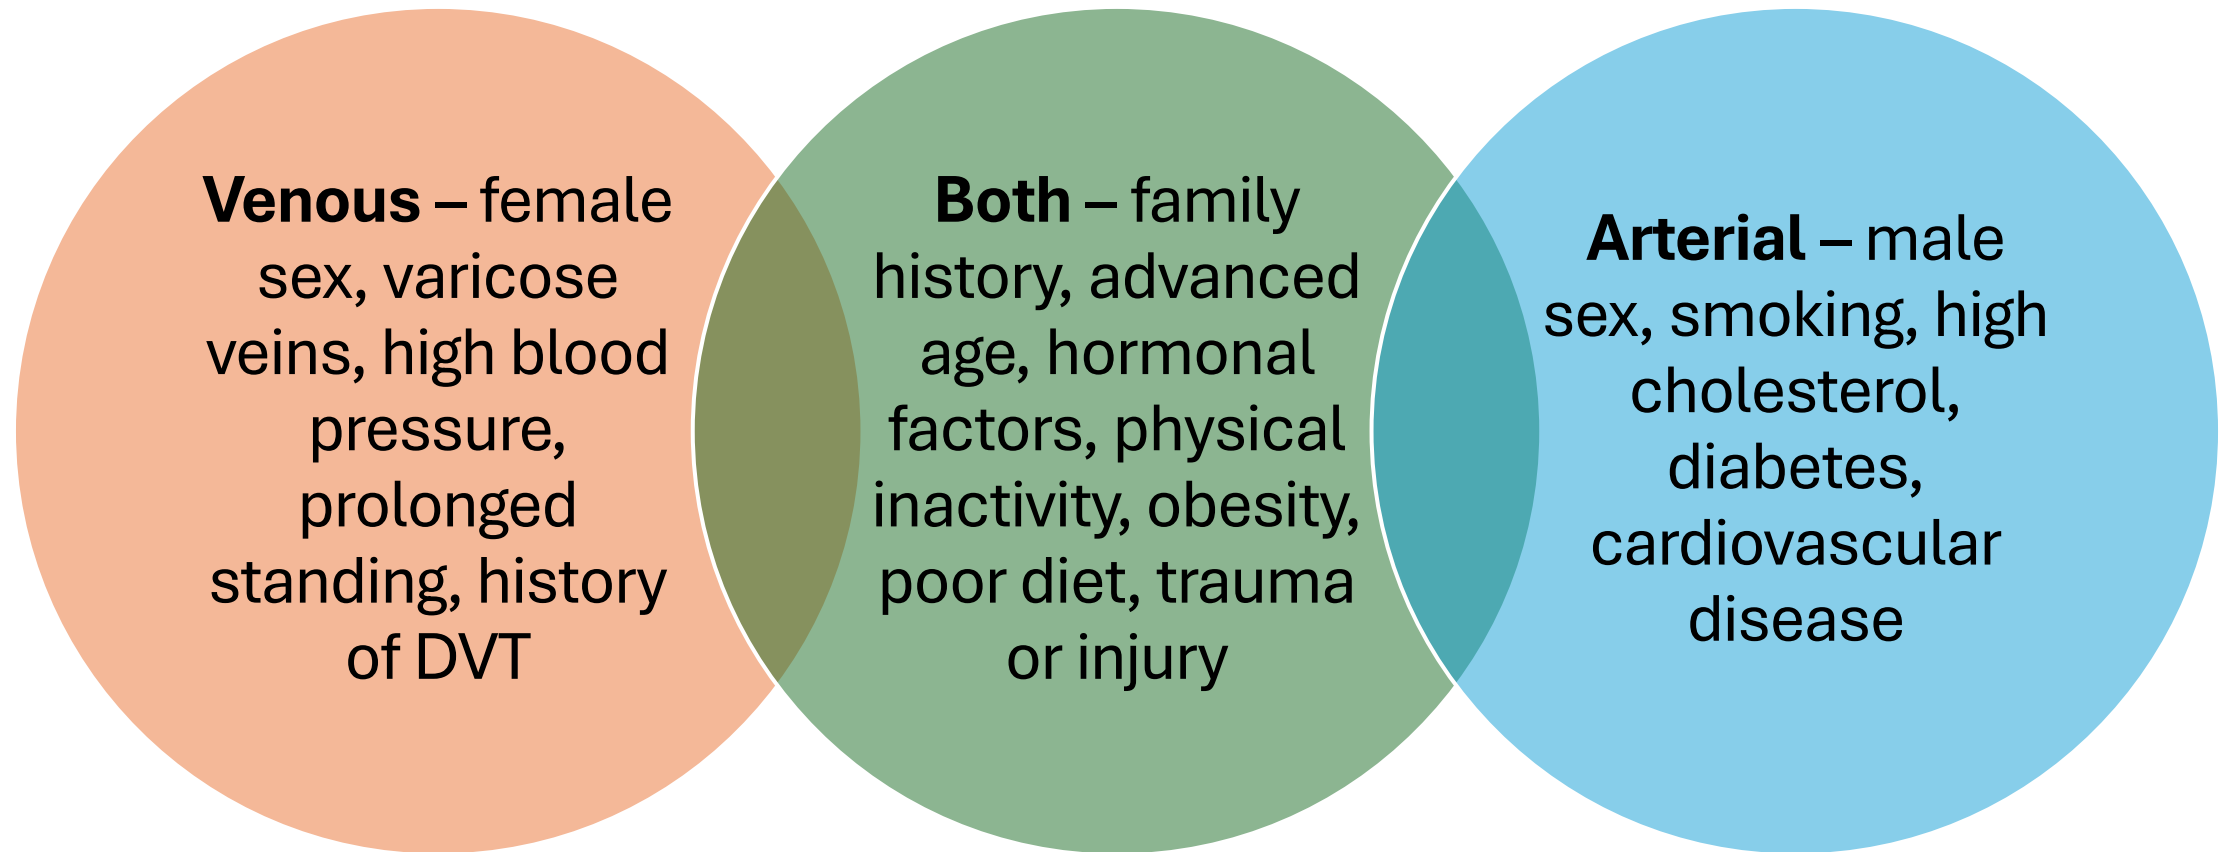 Venous – female
sex, varicose
veins, high blood
pressure,
prolonged
standing, history
of DVT
Both – family
history, advanced
age, hormonal
factors, physical
inactivity, obesity,
poor diet, trauma
or injury
Arterial – male
sex, smoking, high
cholesterol,
diabetes,
cardiovascular
disease